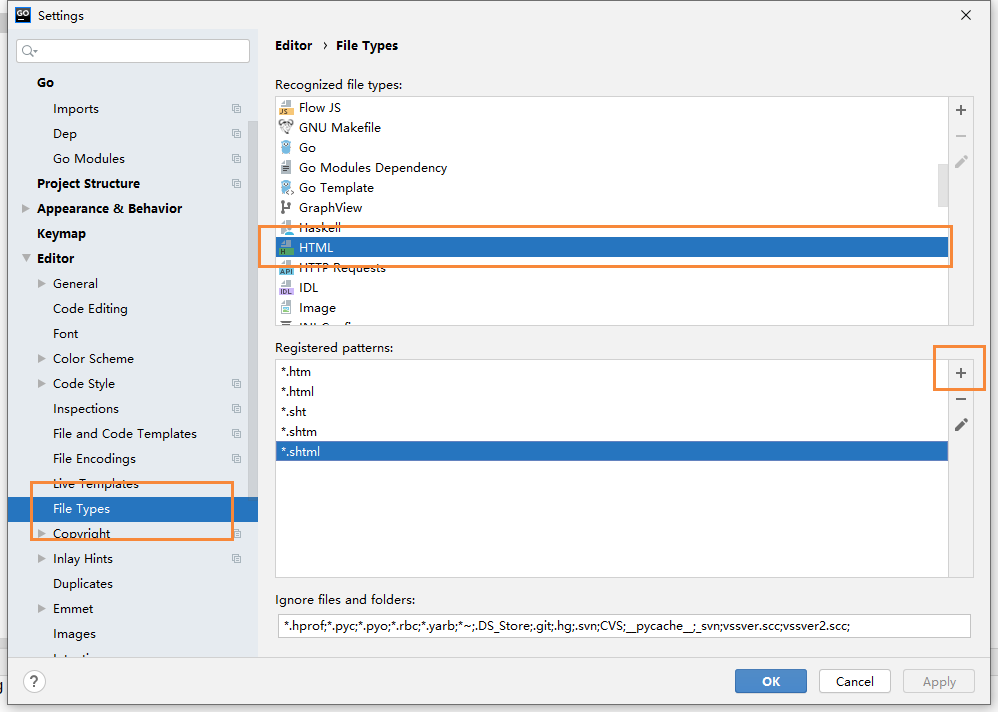 GO Settings
Go
Imports
Dep
Go Modules
Project Structure
Appearance & Behavior
Keymap
Editor
General
Code Editing
Font
Color Scheme
Code Style
Inspections
File and Code Templates
File Encodings
Live Templates
File Types
Copyright
Inlay Hints
Duplicates
Emmet
Images
Editor › File Types
Recognized file types:
JS Flow JS
GNU Makefile
Go
Go Modules Dependency
Go Template
GraphView
Haskell
H HTML
API HTTP Requests
IDL IDL
Image
Registered patterns:
*.htm
*.html
*.sht
*.shtm
*.shtml
Ignore files and folders:
*.hprof;*.pyc;*.pyo;*.rbc;*.yarb;*~;.DS_Store;.git;.hg;.svn;CVS;__pycache__;_svn;vssver.scc;vssver2.scc;
? OK Cancel Apply